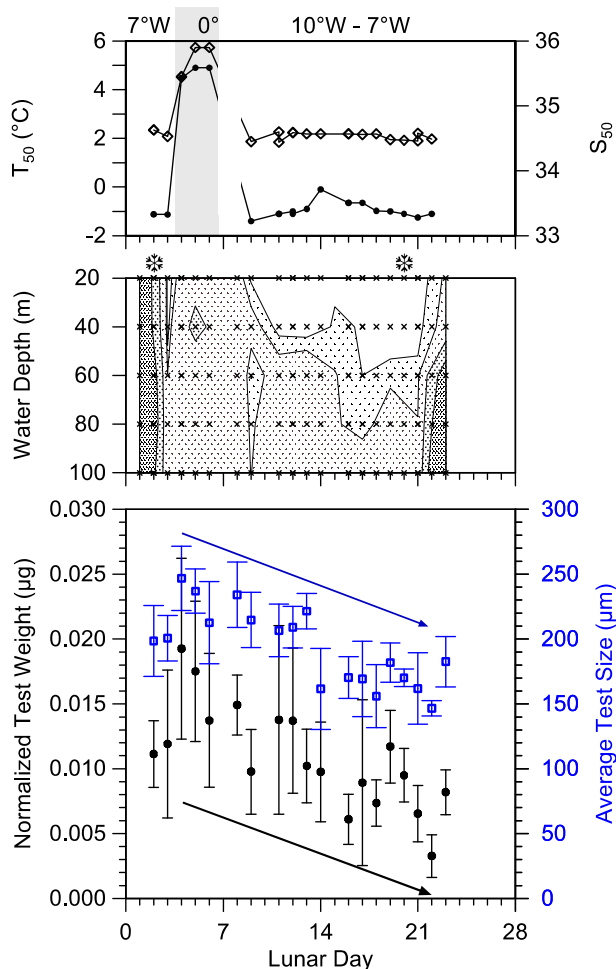 7°W 0° 10°W - 7°W
6 36
4 35
2
0 34
-2 33
T50 (°C)
S50
20
40
60
80
100
Water Depth (m)
0.030 300
0.025 250
0.020 200
0.015 150
0.010 100
0.005 50
0.000 0
Normalized Test Weight (µg)
Average Test Size (µm)
0 7 14 21 28
Lunar Day